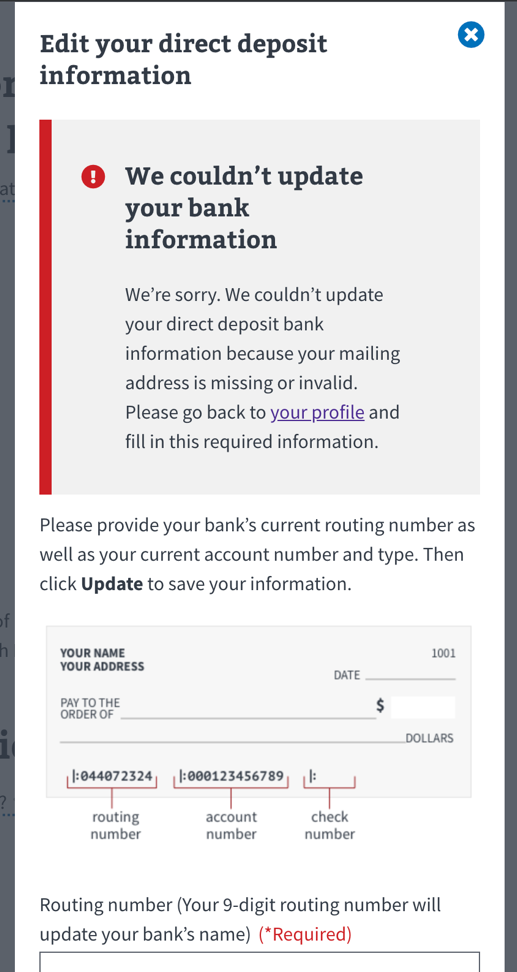 Edit your direct deposit
information
We couldn’t update
your bank
information
We’re sorry. We couldn’t update
your direct deposit bank
information because your mailing
address is missing or invalid.
Please go back to your profile and
fill in this required information.
Please provide your bank’s current routing number as
well as your current account number and type. Then
click Update to save your information.
YOUR NAME
YOUR ADDRESS
1001
DATE
PAY TO THE
ORDER OF
$
DOLLARS
|:044072324 |:000123456789 |:
routing
number
account
number
check
number
Routing number (Your 9-digit routing number will
update your bank’s name) (*Required)